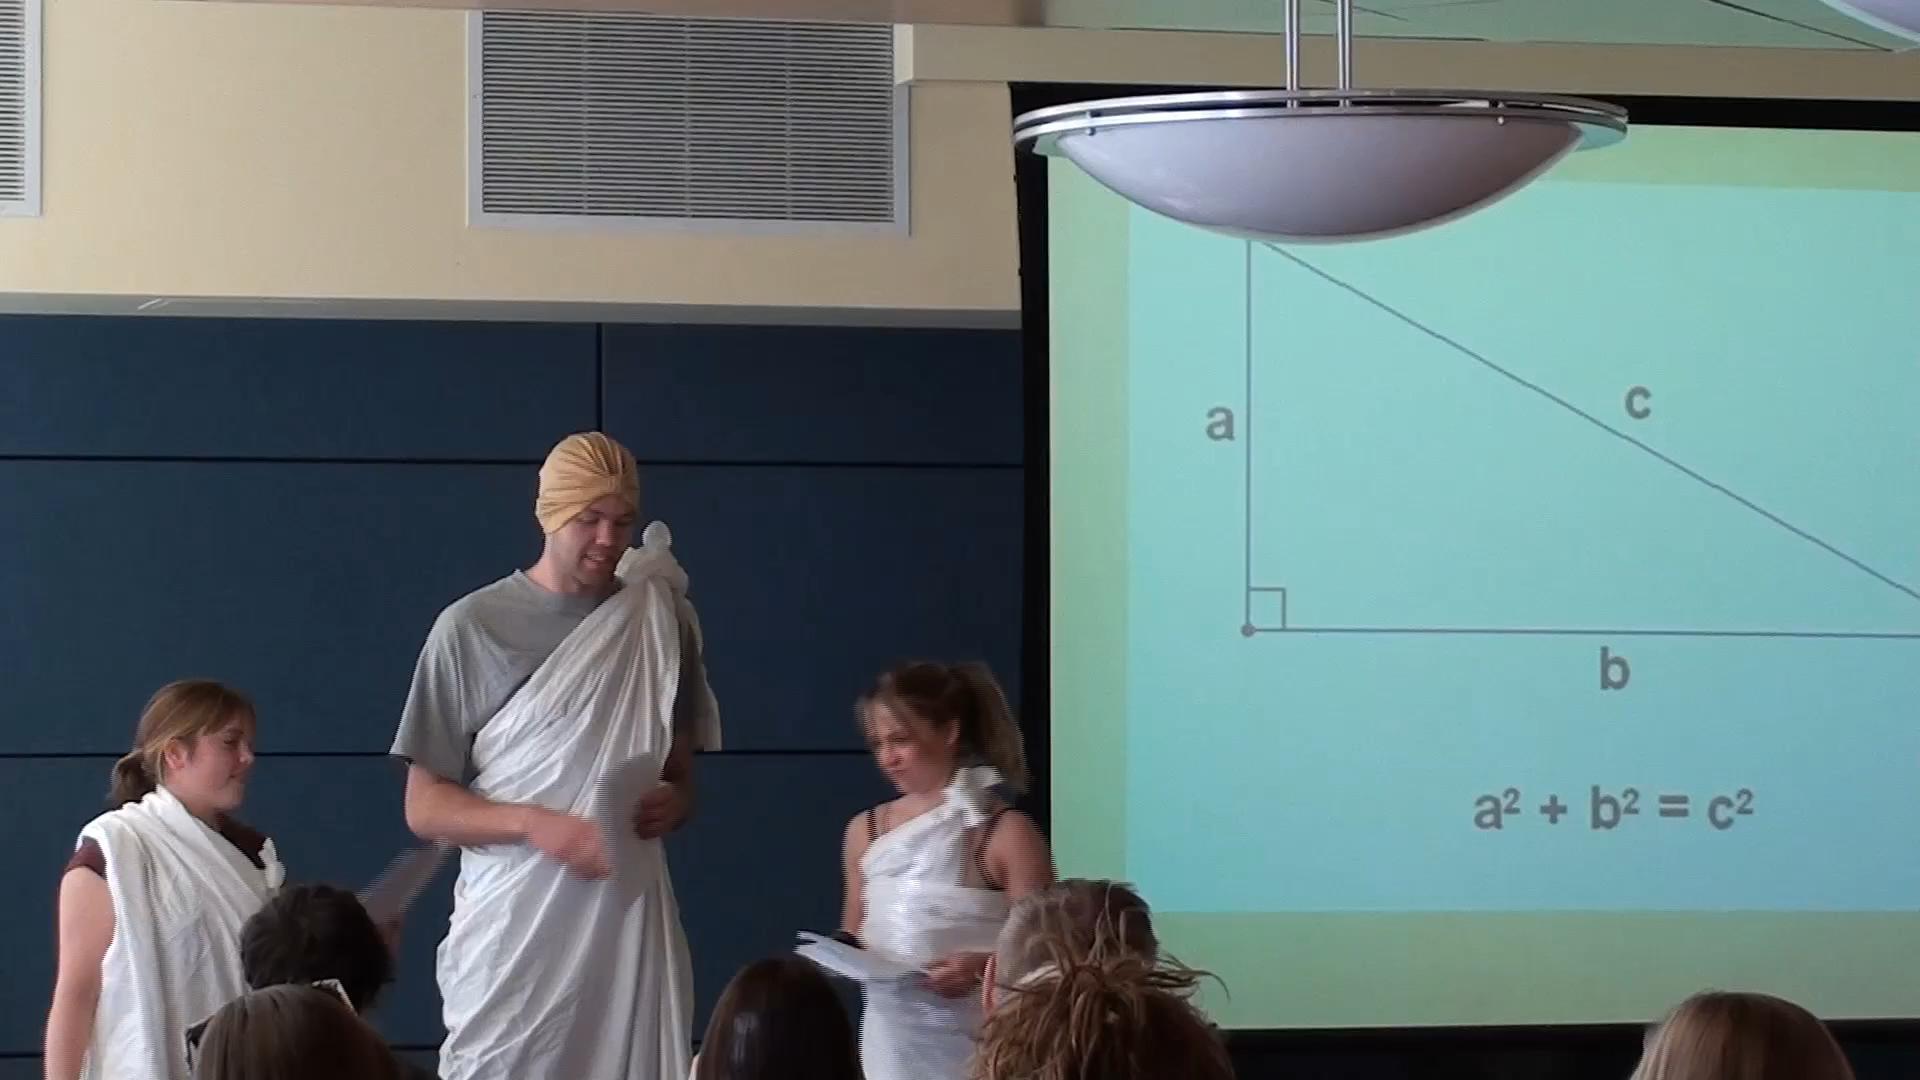 a
c
b
a² + b² = c²